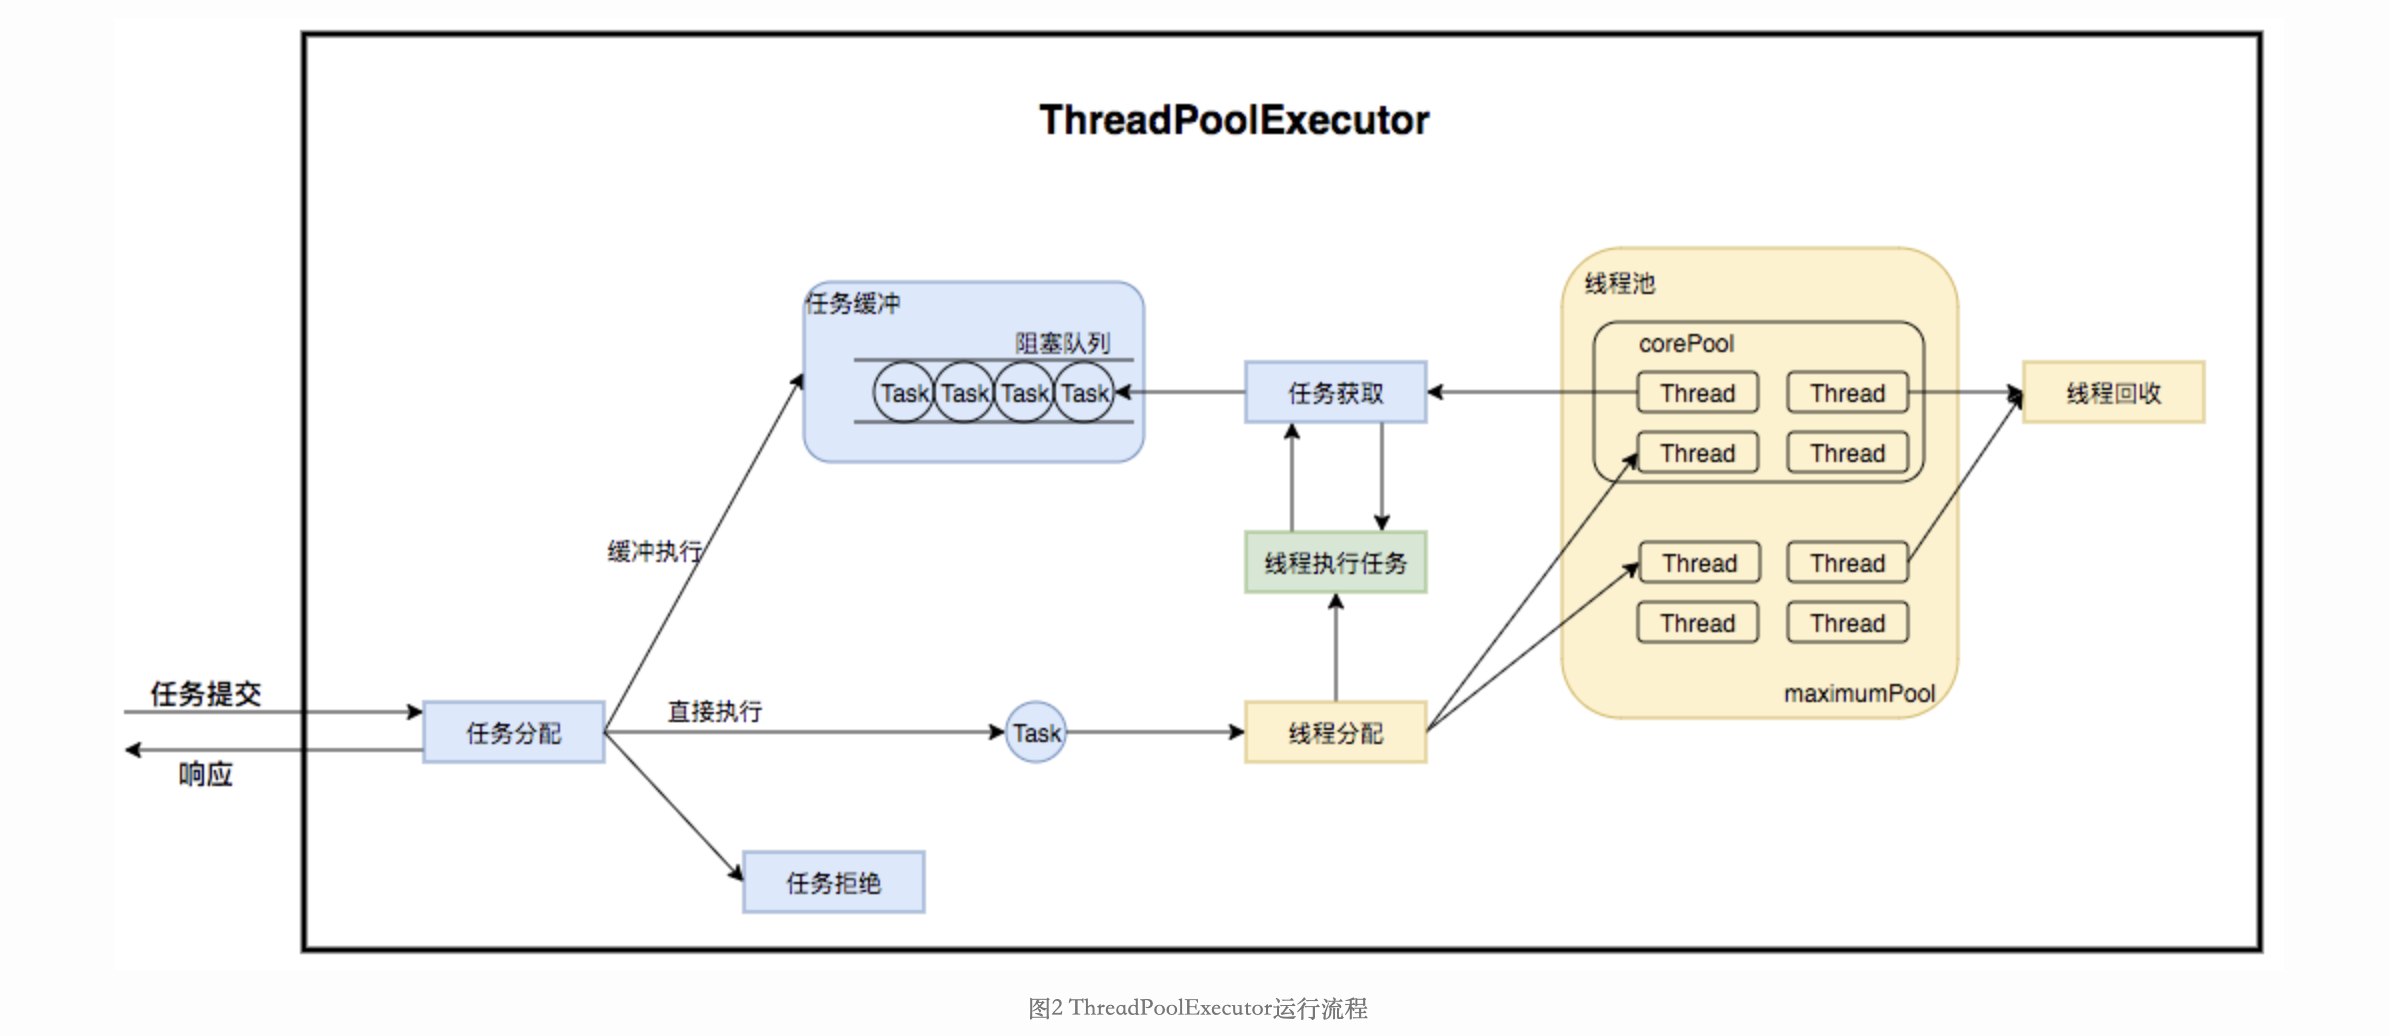 ThreadPoolExecutor
任务缓冲
阻塞队列
Task Task Task Task
任务获取
线程池
corePool
Thread Thread
Thread Thread
线程回收
缓冲执行
线程执行任务
Thread Thread
Thread Thread
maximumPool
任务提交
响应
任务分配
直接执行
Task
线程分配
任务拒绝
图2 ThreadPoolExecutor运行流程